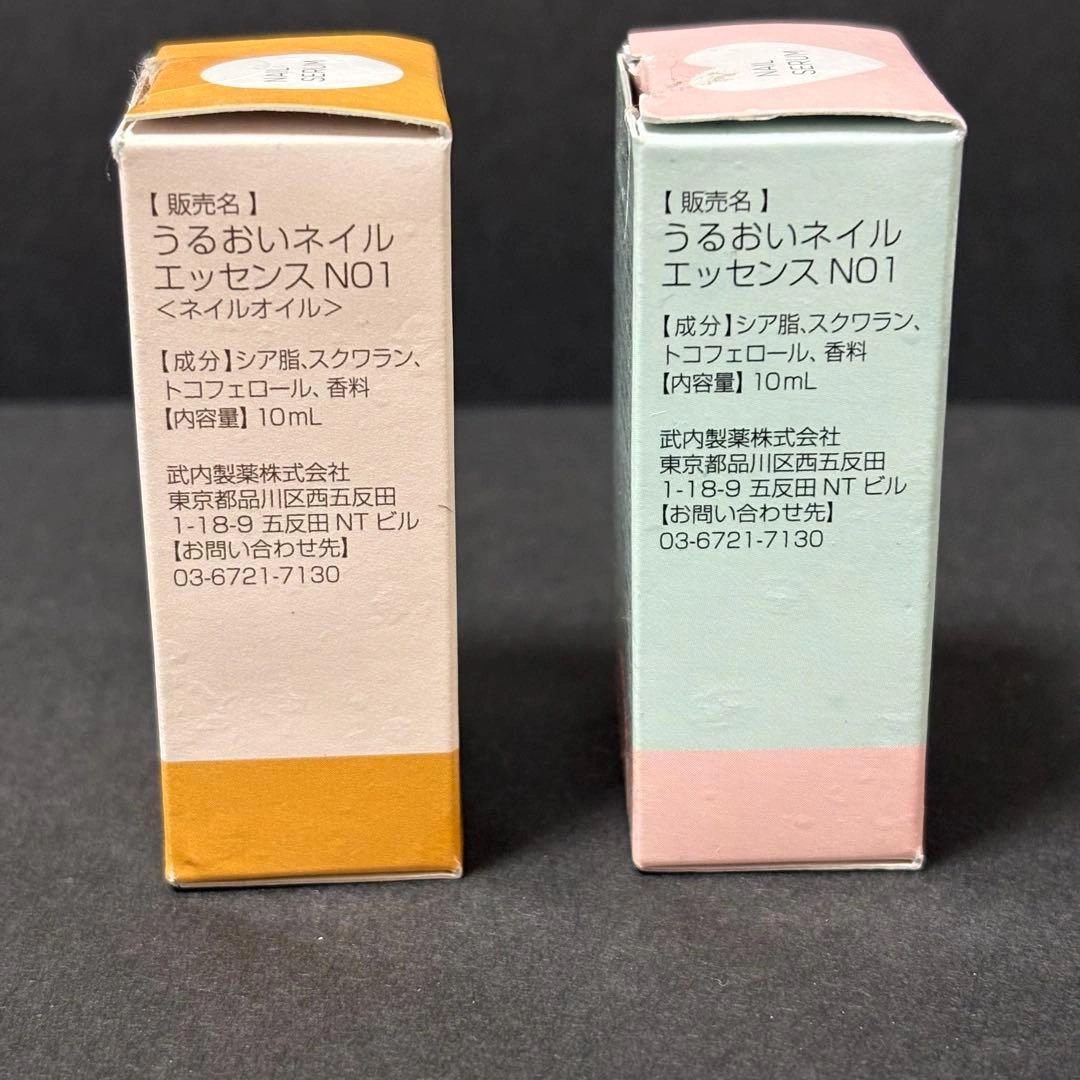 NAIL
SERUM
【 販売名 】
うるおいネイル
エッセンス NO1
＜ネイルオイル＞
【成分】シア脂、スクワラン、
トコフェロール、香料
【内容量】10mL
武内製薬株式会社
東京都品川区西五反田
1-18-9 五反田 NT ビル
【お問い合わせ先】
03-6721-7130
NAIL
SERUM
【 販売名 】
うるおいネイル
エッセンス NO1
【成分】シア脂、スクワラン、
トコフェロール、香料
【内容量】10mL
武内製薬株式会社
東京都品川区西五反田
1-18-9 五反田 NT ビル
【お問い合わせ先】
03-6721-7130